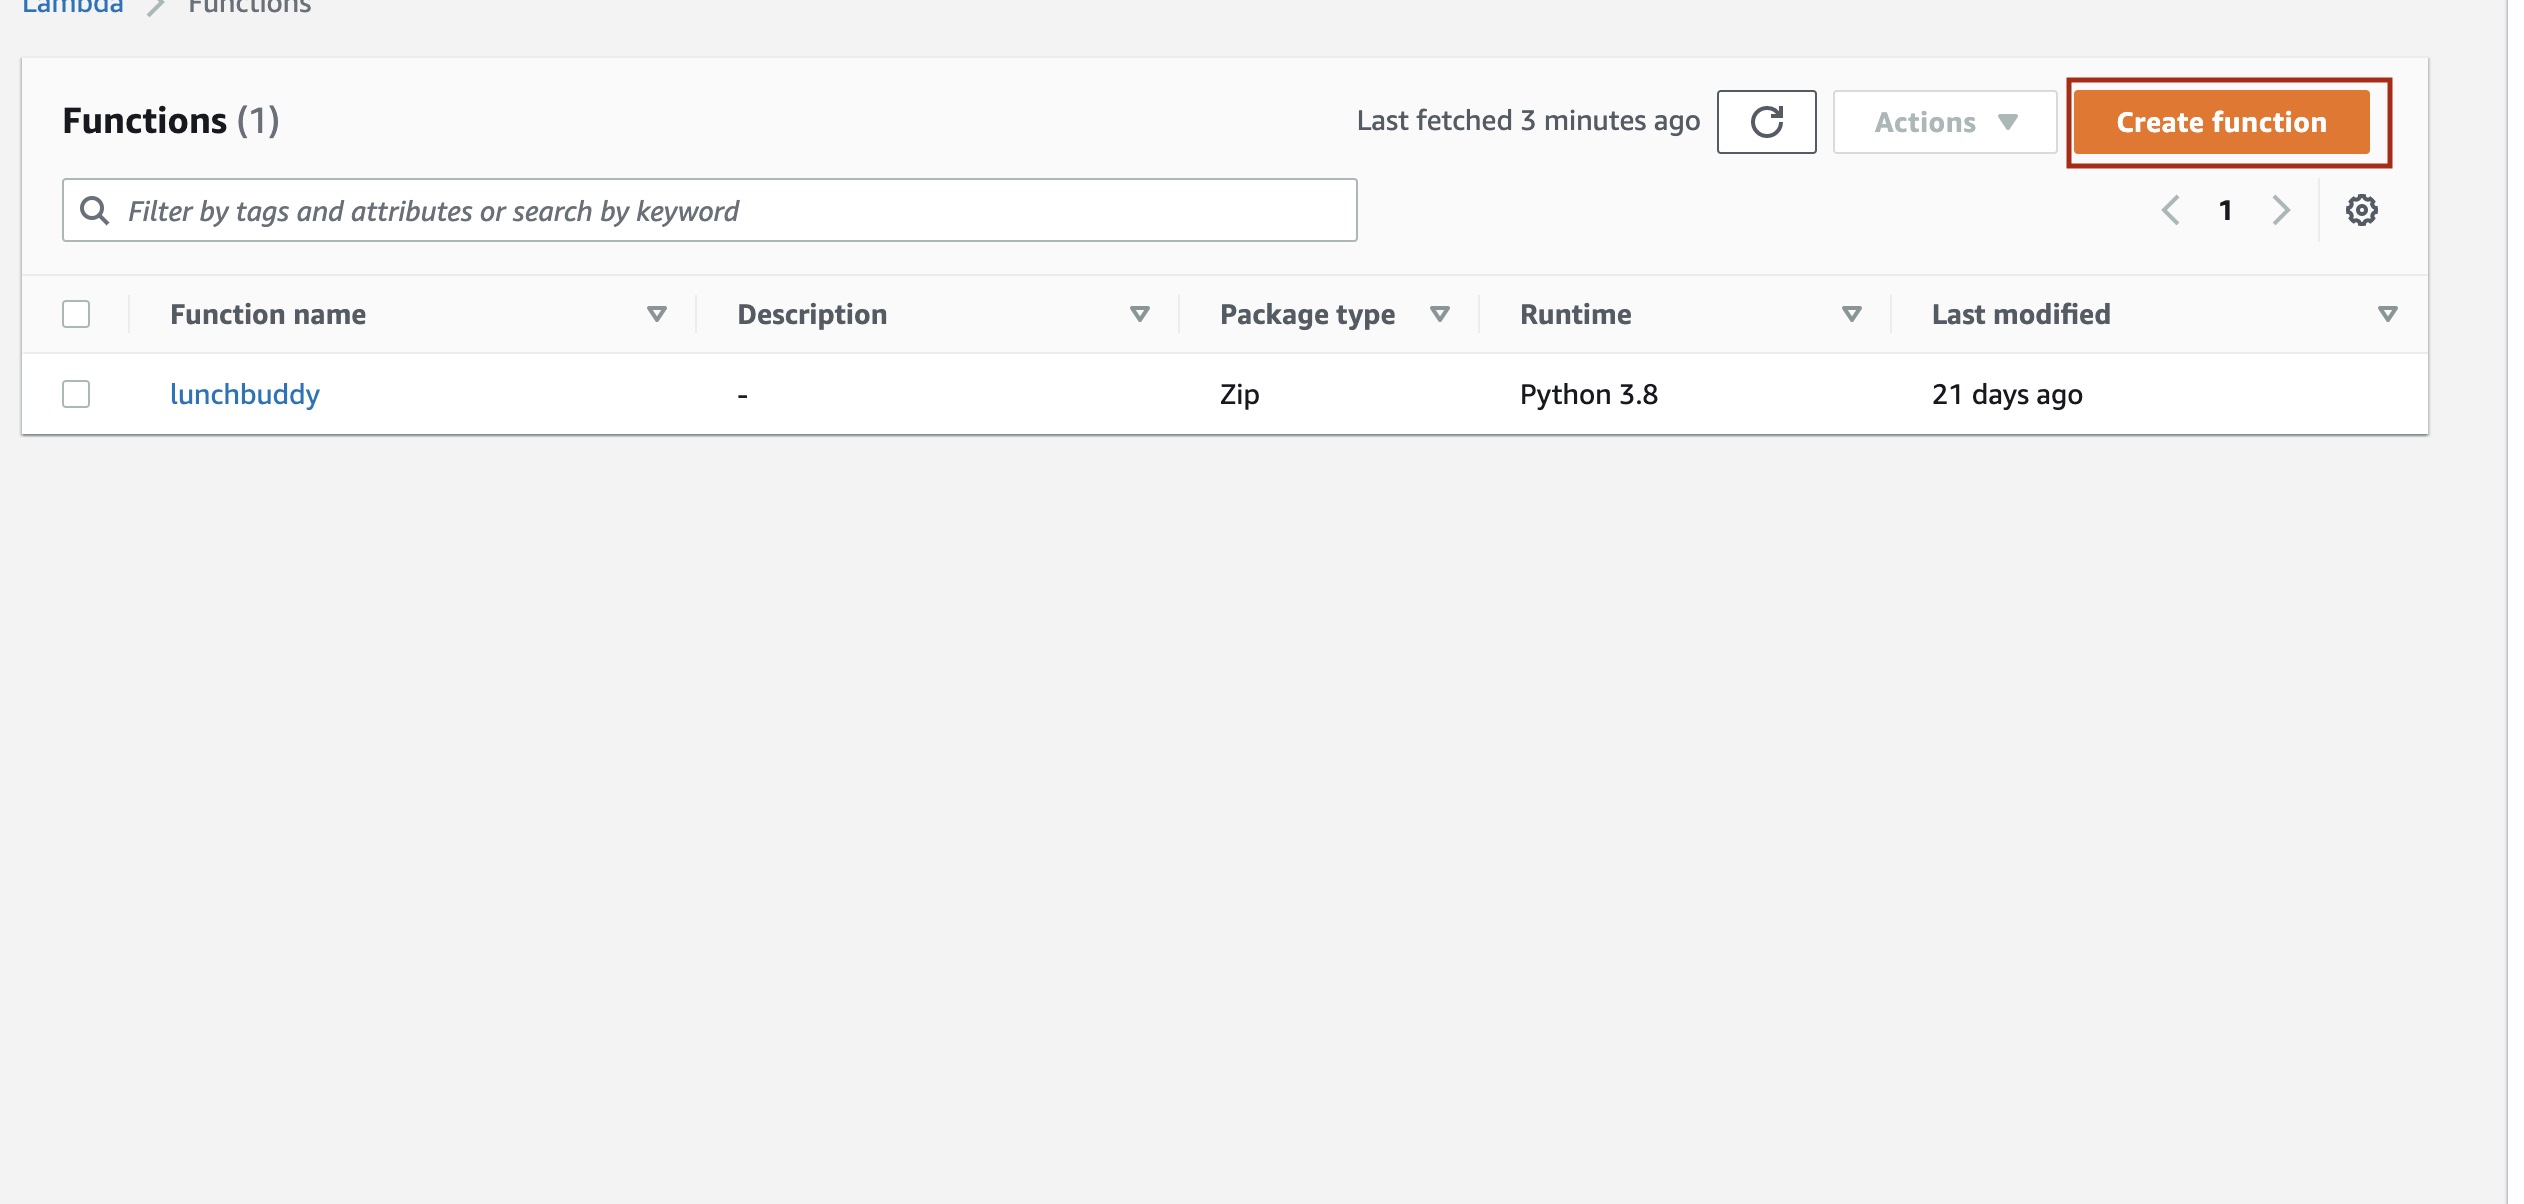 Lambda > Functions
Functions (1)
Last fetched 3 minutes ago
Actions
Create function
Filter by tags and attributes or search by keyword
1
Function name Description Package type Runtime Last modified
lunchbuddy - Zip Python 3.8 21 days ago